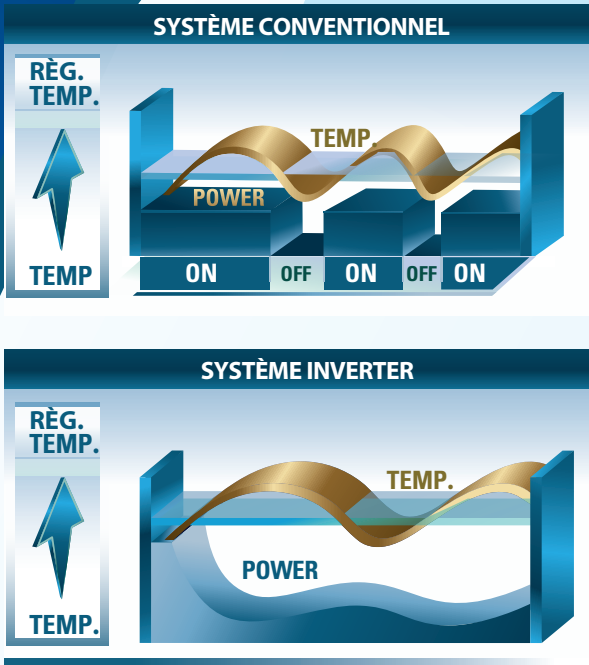 SYSTÈME CONVENTIONNEL
RÈG.
TEMP.
TEMP.
POWER
TEMP
ON OFF ON OFF ON
SYSTÈME INVERTER
RÈG.
TEMP.
TEMP.
POWER
TEMP.